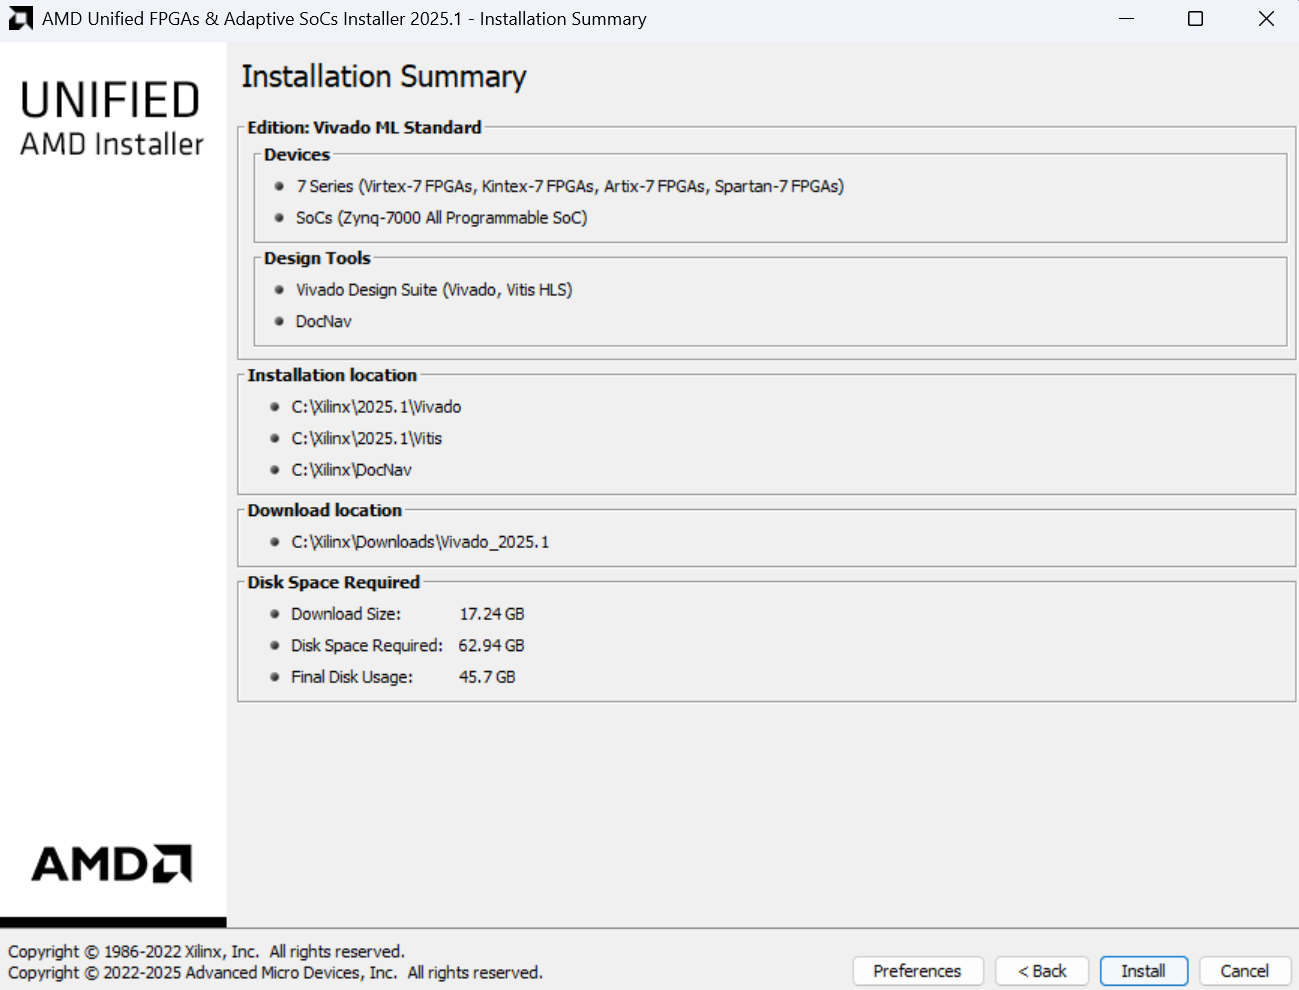 AMD Unified FPGAs & Adaptive SoCs Installer 2025.1 - Installation Summary
UNIFIED
AMD Installer
Installation Summary
Edition: Vivado ML Standard
Devices
7 Series (Virtex-7 FPGAs, Kintex-7 FPGAs, Artix-7 FPGAs, Spartan-7 FPGAs)
SoCs (Zynq-7000 All Programmable SoC)
Design Tools
Vivado Design Suite (Vivado, Vitis HLS)
DocNav
Installation location
C:\Xilinx\2025.1\Vivado
C:\Xilinx\2025.1\Vitis
C:\Xilinx\DocNav
Download location
C:\Xilinx\Downloads\Vivado_2025.1
Disk Space Required
Download Size: 17.24 GB
Disk Space Required: 62.94 GB
Final Disk Usage: 45.7 GB
AMD
Copyright © 1986-2022 Xilinx, Inc. All rights reserved.
Copyright © 2022-2025 Advanced Micro Devices, Inc. All rights reserved.
Preferences < Back Install Cancel